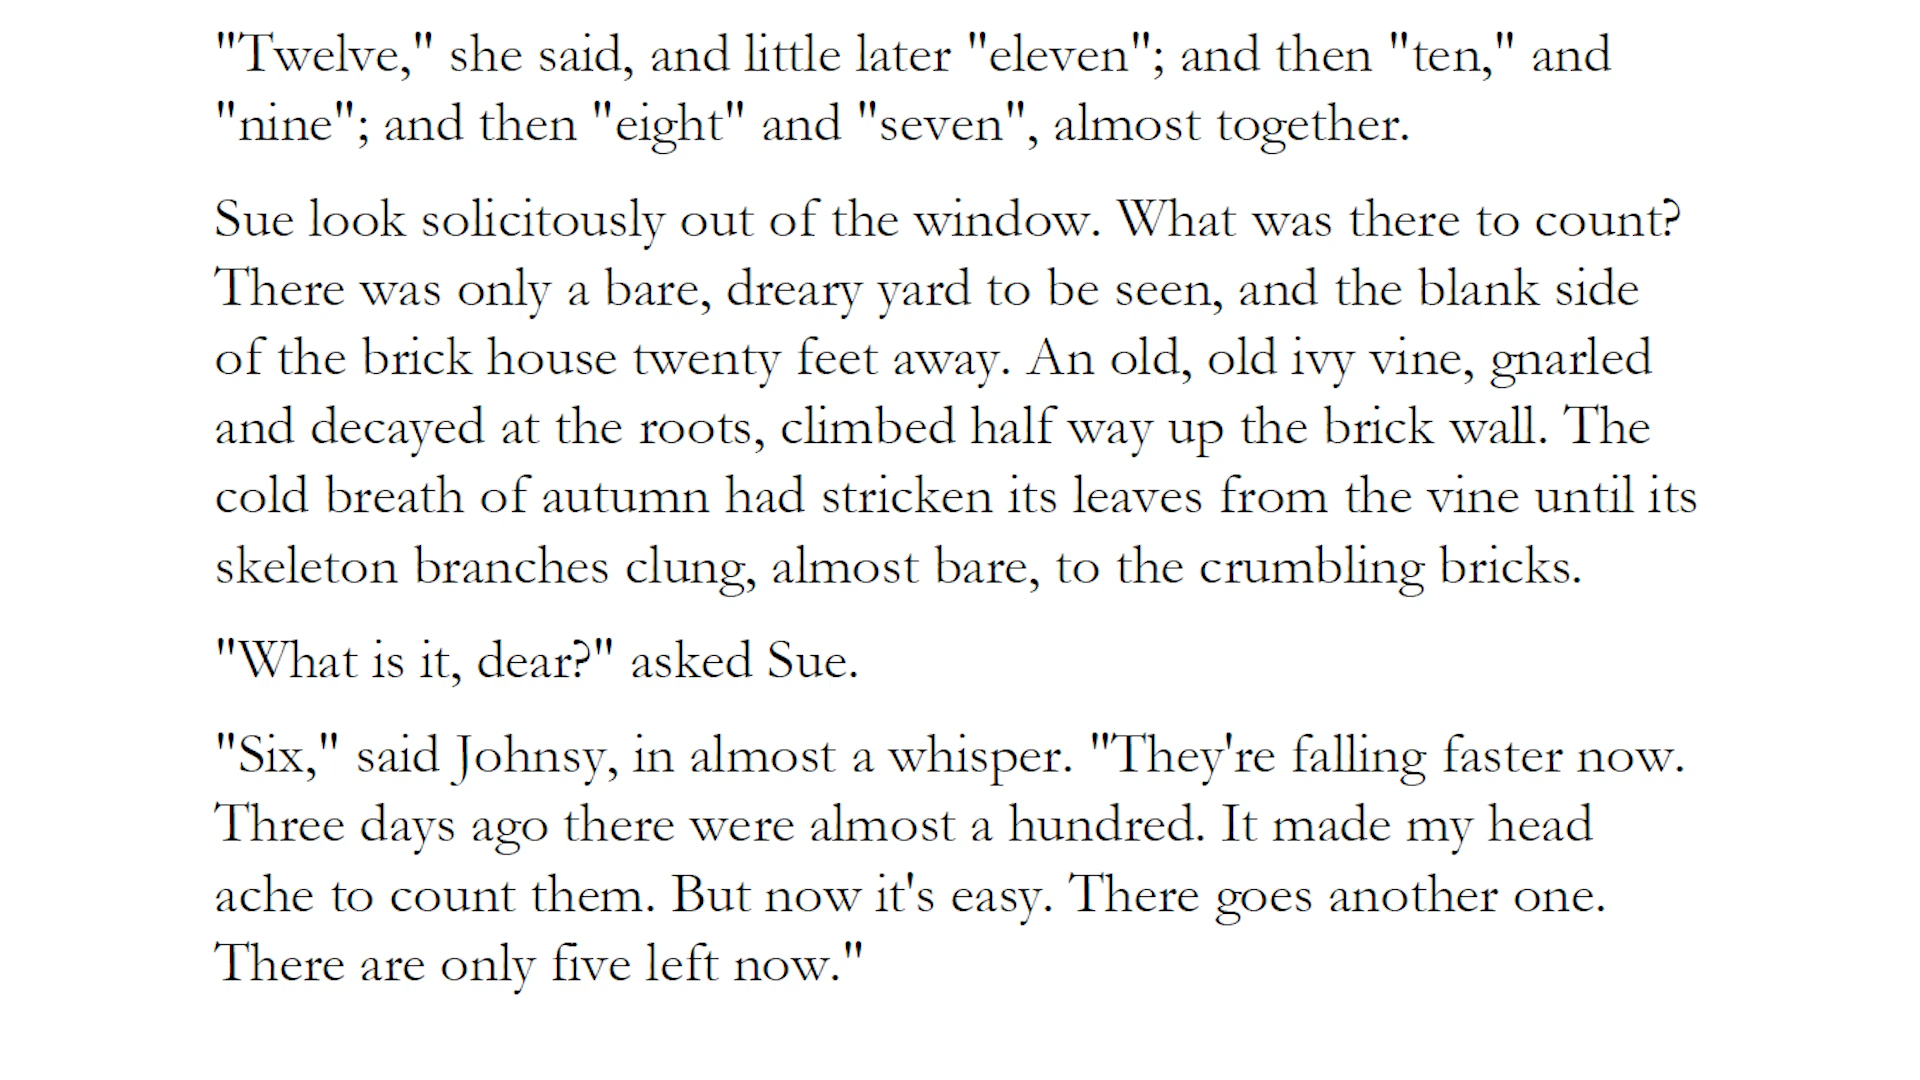 "Twelve," she said, and little later "eleven"; and then "ten," and
"nine"; and then "eight" and "seven", almost together.
Sue look solicitously out of the window. What was there to count?
There was only a bare, dreary yard to be seen, and the blank side
of the brick house twenty feet away. An old, old ivy vine, gnarled
and decayed at the roots, climbed half way up the brick wall. The
cold breath of autumn had stricken its leaves from the vine until its
skeleton branches clung, almost bare, to the crumbling bricks.
"What is it, dear?" asked Sue.
"Six," said Johnsy, in almost a whisper. "They're falling faster now.
Three days ago there were almost a hundred. It made my head
ache to count them. But now it's easy. There goes another one.
There are only five left now."